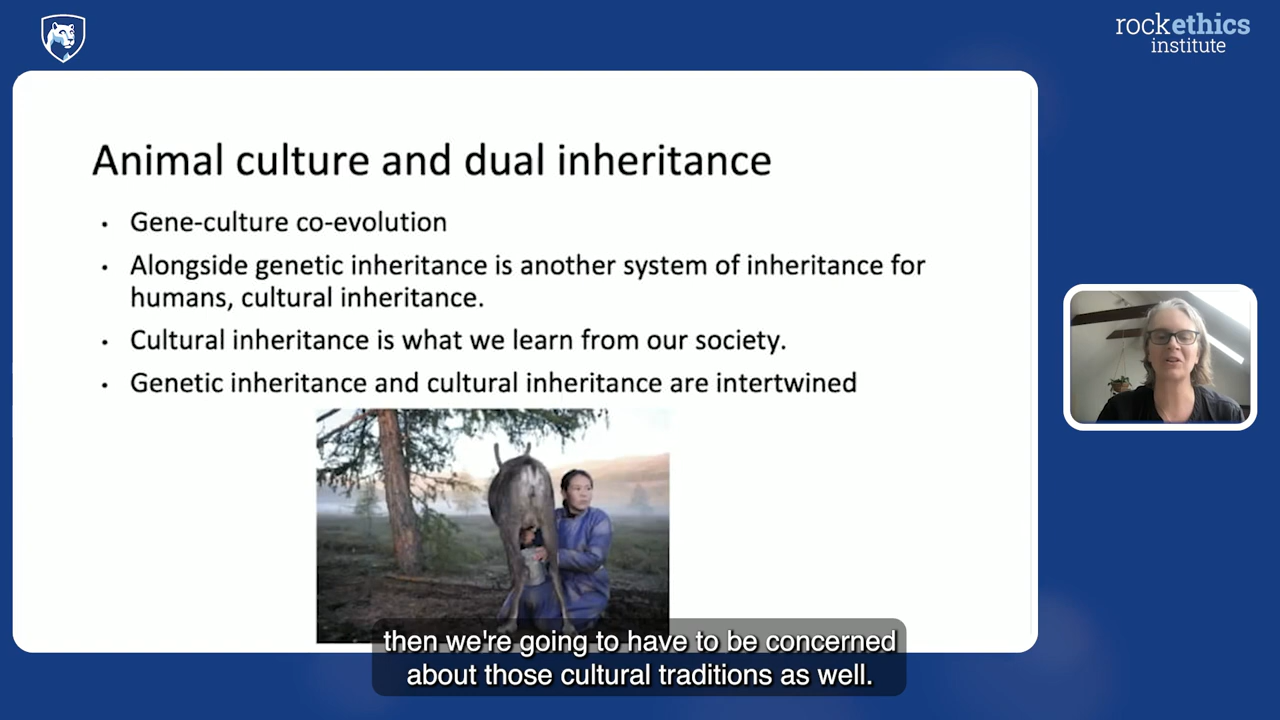 rockethics
institute
Animal culture and dual inheritance
• Gene-culture co-evolution
• Alongside genetic inheritance is another system of inheritance for
humans, cultural inheritance.
• Cultural inheritance is what we learn from our society.
• Genetic inheritance and cultural inheritance are intertwined
then we're going to have to be concerned
about those cultural traditions as well.